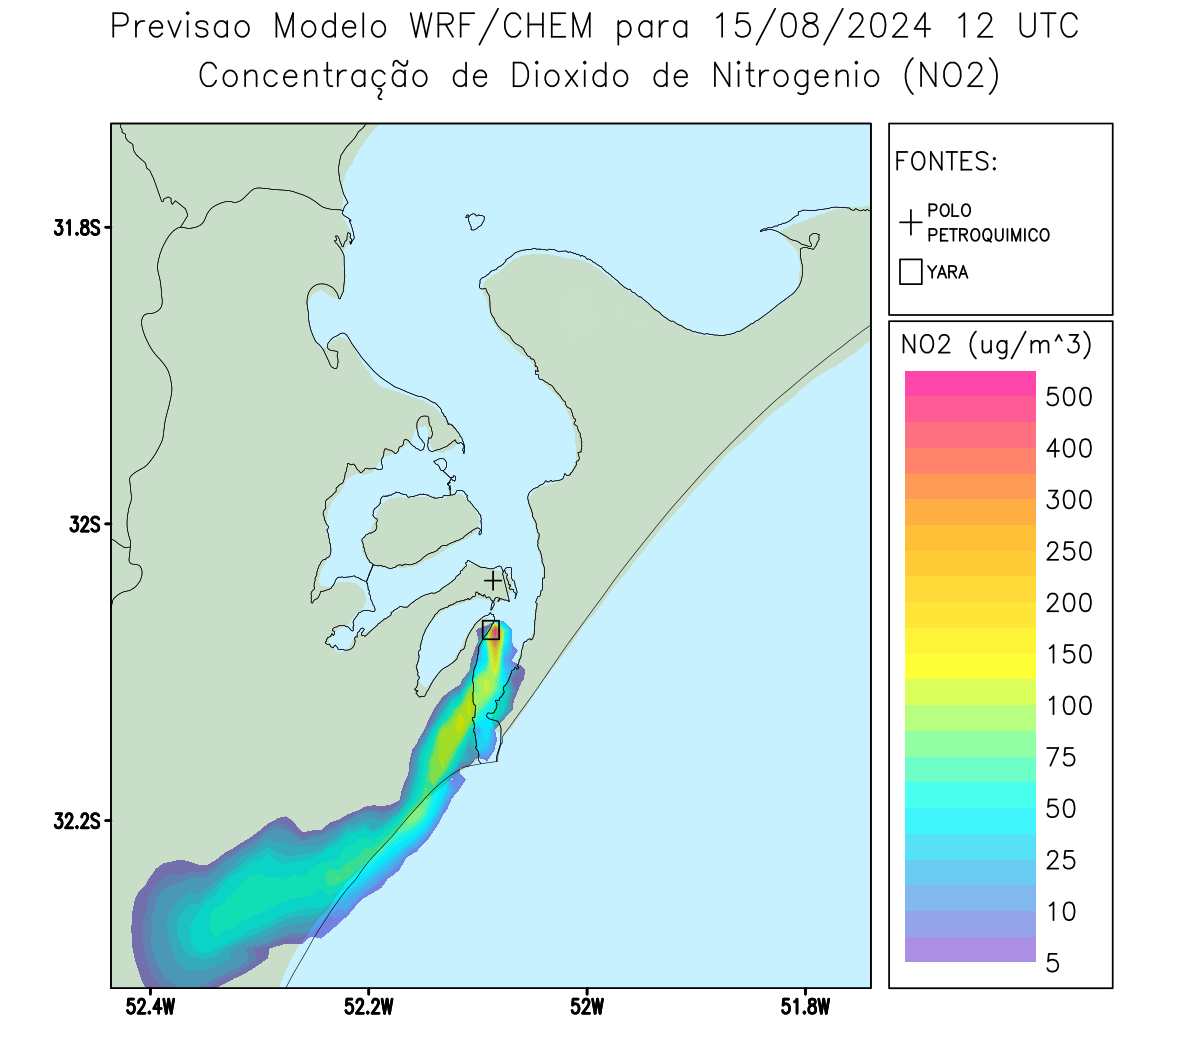 Previsao Modelo WRF/CHEM para 15/08/2024 12 UTC
Concentração de Dioxido de Nitrogenio (NO2)
FONTES:
POLO
PETROQUIMICO
YARA
NO2 (ug/m^3)
500
400
300
250
200
150
100
75
50
25
10
5
31.8S
32S
32.2S
52.4W
52.2W
52W
51.8W